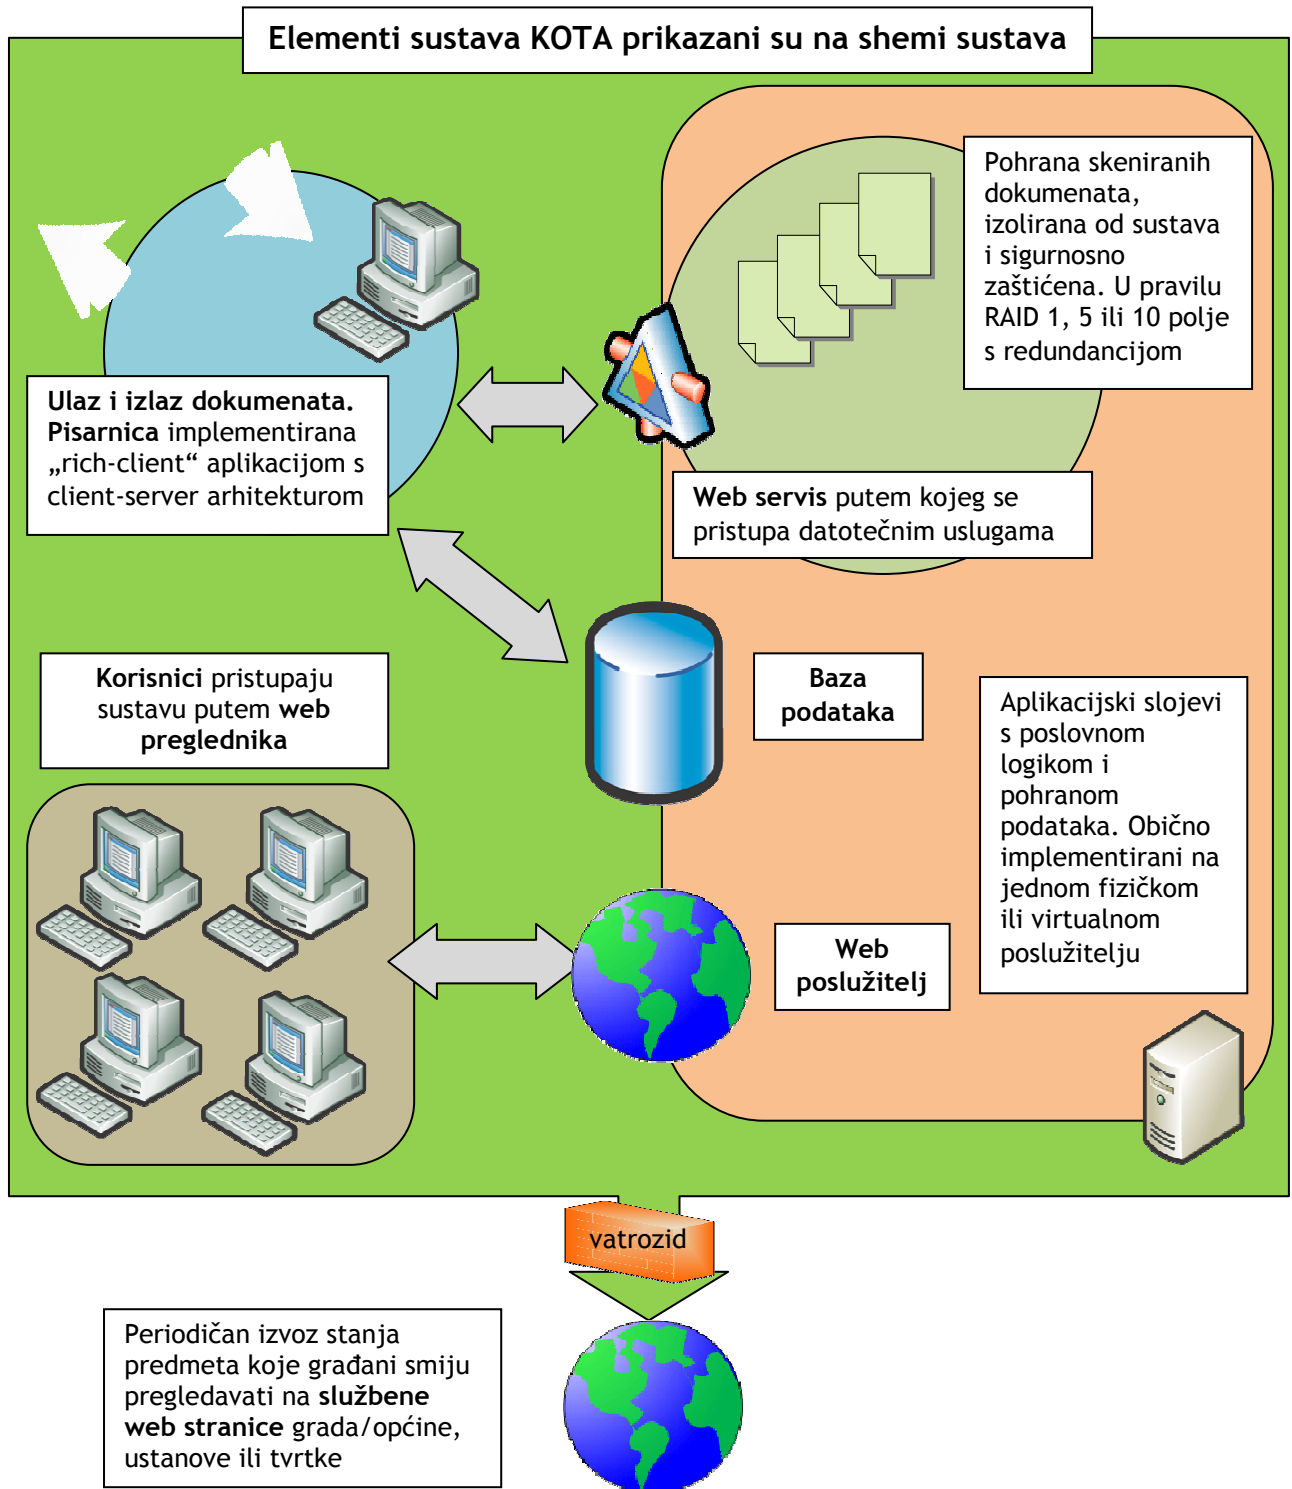 Elementi sustava KOTA prikazani su na shemi sustava
Pohrana skeniranih
dokumenata,
izolirana od sustava
i sigurnosno
zaštićena. U pravilu
RAID 1, 5 ili 10 polje
s redundancijom
Ulaz i izlaz dokumenata.
Pisarnica implementirana
„rich-client“ aplikacijom s
client-server arhitekturom
Web servis putem kojeg se
pristupa datotečnim uslugama
Korisnici pristupaju
sustavu putem web
preglednika
Baza
podataka
Aplikacijski slojevi
s poslovnom
logikom i
pohranom
podataka. Obično
implementirani na
jednom fizičkom
ili virtualnom
poslužitelju
Web
poslužitelj
vatrozid
Periodičan izvoz stanja
predmeta koje građani smiju
pregledavati na službene
web stranice grada/općine,
ustanove ili tvrtke